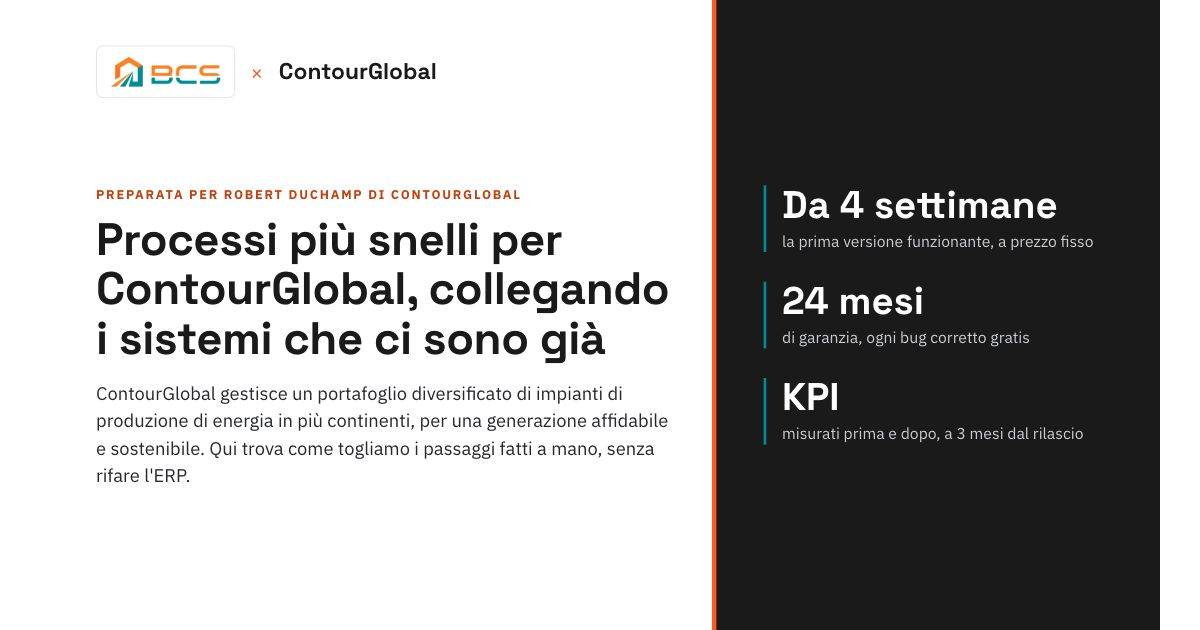 BCS × ContourGlobal
PREPARATA PER ROBERT DUCHAMP DI CONTOURGLOBAL
Processi più snelli per
ContourGlobal, collegando
i sistemi che ci sono già
ContourGlobal gestisce un portafoglio diversificato di impianti di
produzione di energia in più continenti, per una generazione affidabile
e sostenibile. Qui trova come togliamo i passaggi fatti a mano, senza
rifare l'ERP.
Da 4 settimane
la prima versione funzionante, a prezzo fisso
24 mesi
di garanzia, ogni bug corretto gratis
KPI
misurati prima e dopo, a 3 mesi dal rilascio